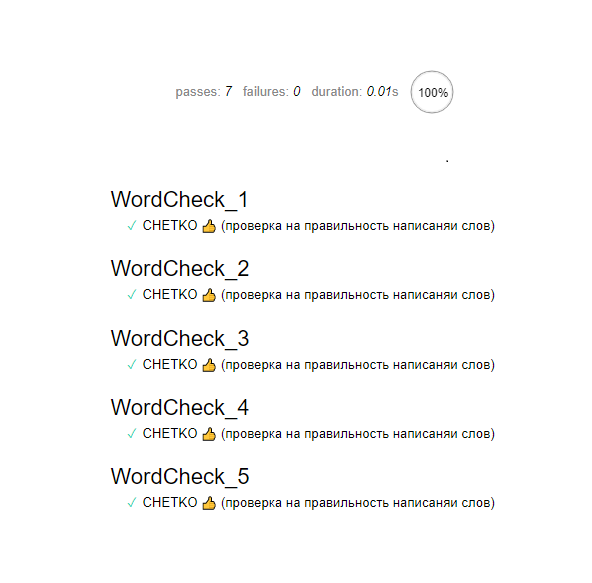 passes: 7 failures: 0 duration: 0.01s 100%
.
WordCheck_1
✓ CHETKO 👍 (проверка на правильность написаняи слов)
WordCheck_2
✓ CHETKO 👍 (проверка на правильность написаняи слов)
WordCheck_3
✓ CHETKO 👍 (проверка на правильность написаняи слов)
WordCheck_4
✓ CHETKO 👍 (проверка на правильность написаняи слов)
WordCheck_5
✓ CHETKO 👍 (проверка на правильность написаняи слов)